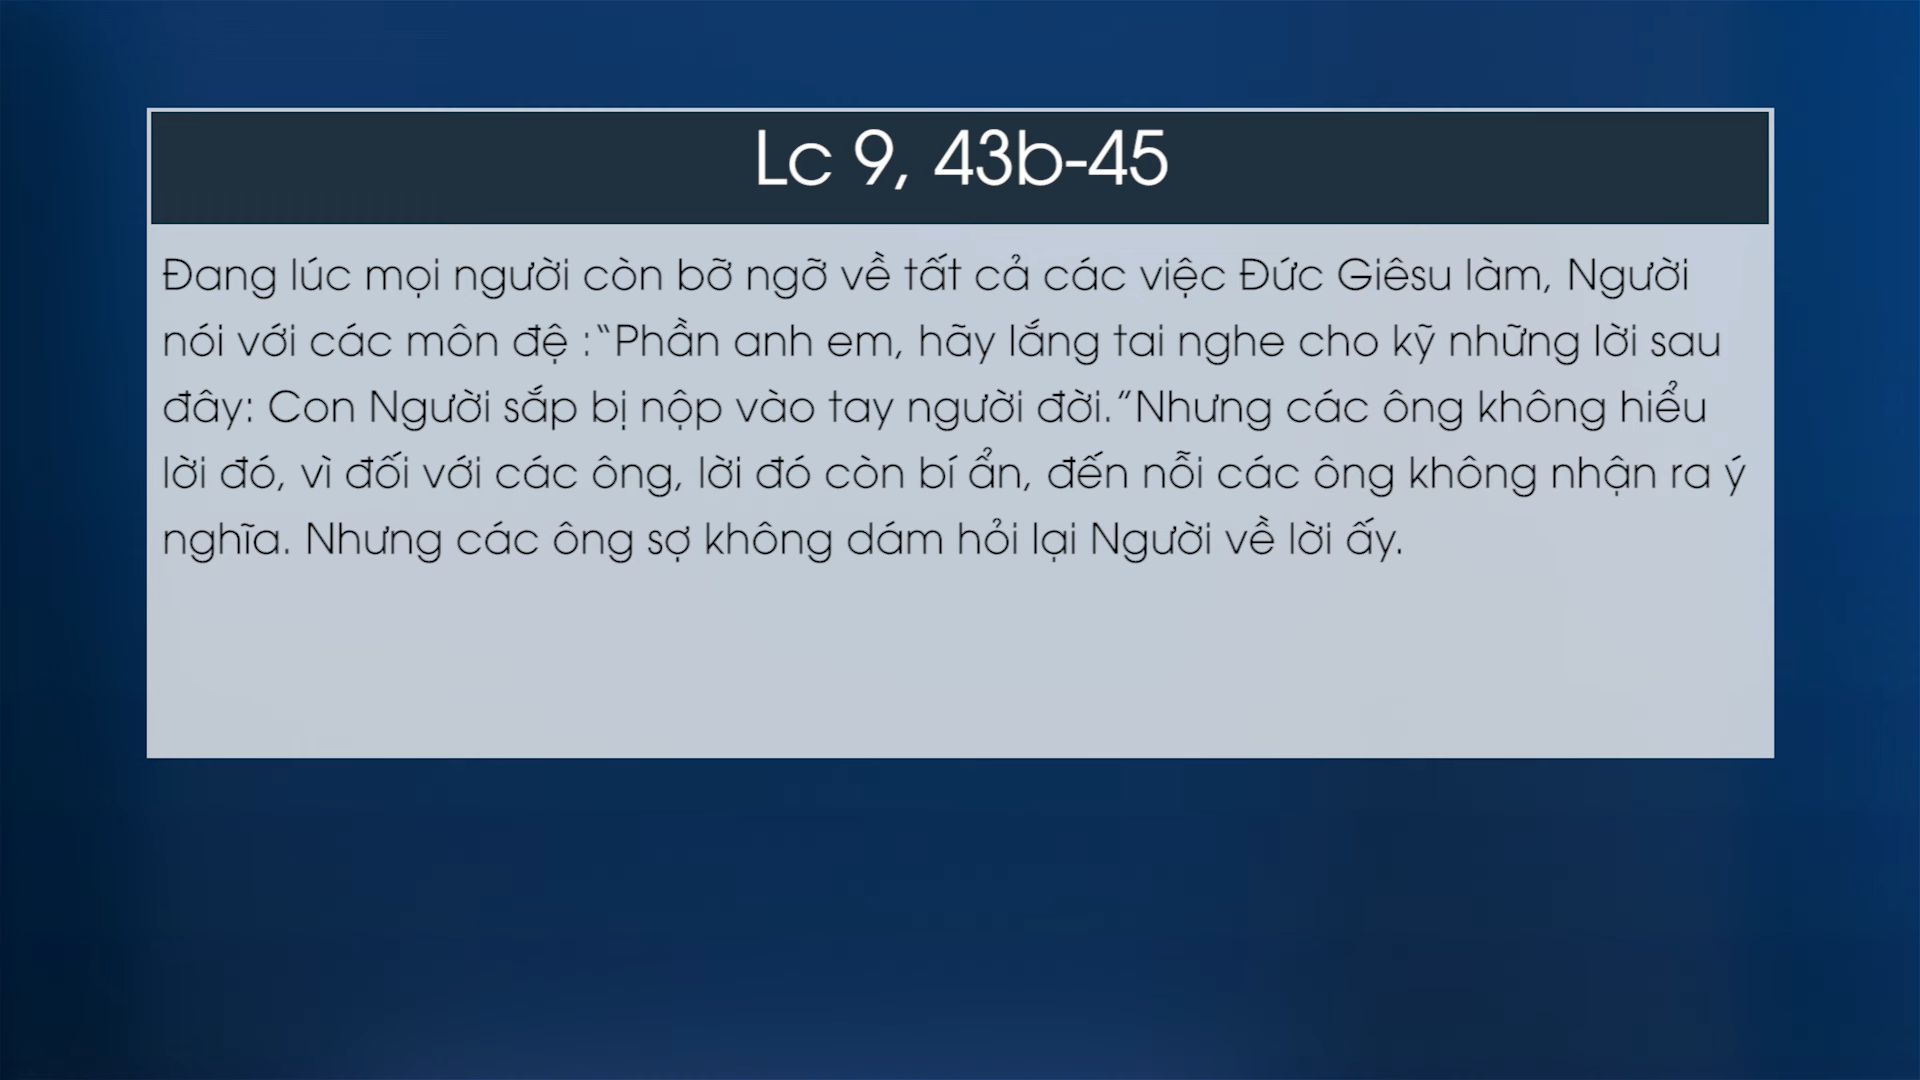 Lc 9, 43b-45
Đang lúc mọi người còn bỡ ngỡ về tất cả các việc Đức Giêsu làm, Người
nói với các môn đệ :“Phần anh em, hãy lắng tai nghe cho kỹ những lời sau
đây: Con Người sắp bị nộp vào tay người đời.”Nhưng các ông không hiểu
lời đó, vì đối với các ông, lời đó còn bí ẩn, đến nỗi các ông không nhận ra ý
nghĩa. Nhưng các ông sợ không dám hỏi lại Người về lời ấy.